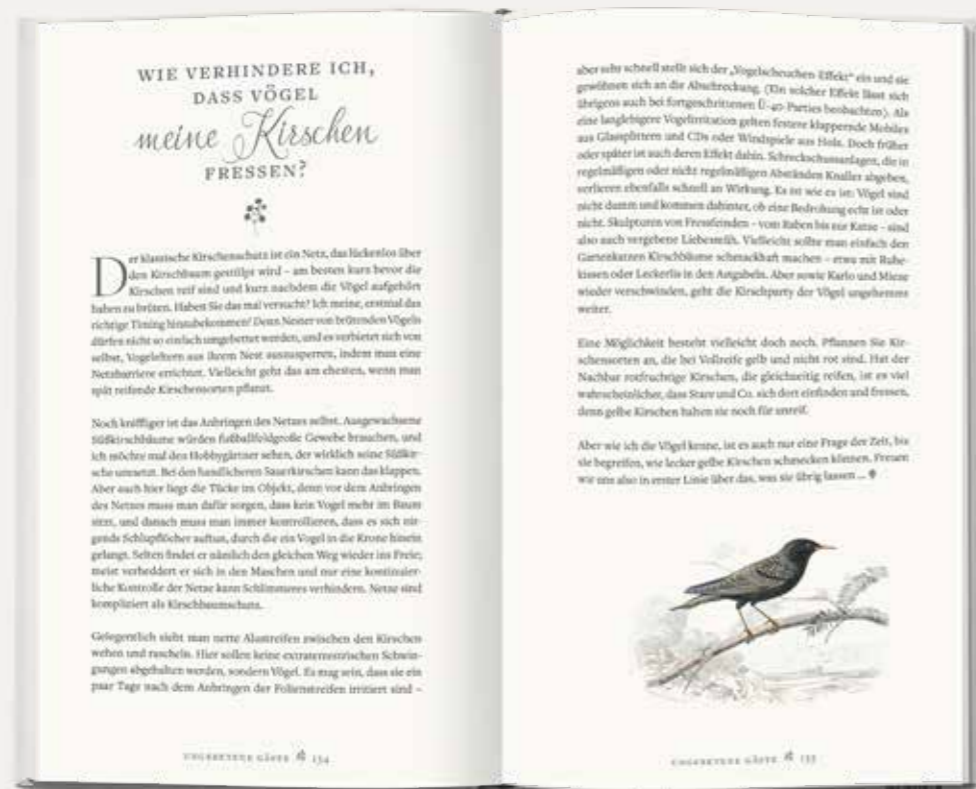 WIE VERHINDERE ICH,
DASS VÖGEL
meine Kirschen
FRESSEN?
Der klassische Kirschenschutz ist ein Netz, das lückenlos über
den Kirschbaum gestülpt wird – am besten kurz bevor die
Kirschen reif sind und kurz nachdem die Vögel aufgehört
haben zu brüten. Haben Sie das mal versucht? Ich meine, erstmal das
richtige Timing hinzubekommen? Denn Nester von brütenden Vögeln
dürfen nicht so einfach umgebettet werden, und es verbietet sich von
selbst, Vogeleltern aus ihrem Nest auszusperren, indem man eine
Netzbarriere errichtet. Vielleicht geht das am ehesten, wenn man
spät reifende Kirschensorten pflanzt.
Noch kniffliger ist das Anbringen des Netzes selbst. Ausgewachsene
Süßkirschbäume würden fußballfeldgroße Gewebe brauchen, und
ich möchte mal den Hobbygärtner sehen, der wirklich seine Süßkir-
sche umnetzt. Bei den handlicheren Sauerkirschen kann das klappen.
Aber auch hier liegt die Tücke im Objekt, denn vor dem Anbringen
des Netzes muss man dafür sorgen, dass kein Vogel mehr im Baum
sitzt, und danach muss man immer kontrollieren, dass es sich nir-
gends Schlupflöcher auftun, durch die ein Vogel in die Krone hinein
gelangt. Selten findet er nämlich den gleichen Weg wieder ins Freie;
meist verheddert er sich in den Maschen und nur eine kontinuier-
liche Kontrolle der Netze kann Schlimmeres verhindern. Netze sind
kompliziert als Kirschbaumschutz.
Gelegentlich sieht man nette Alustreifen zwischen den Kirschen
wehen und rascheln. Hier sollen keine extraterrestrischen Schwin-
gungen abgehalten werden, sondern Vögel. Es mag sein, dass sie ein
paar Tage nach dem Anbringen der Folienstreifen irritiert sind –
UNGEBETENE GÄSTE 134
aber sehr schnell stellt sich der „Vogelscheuchen-Effekt“ ein und sie
gewöhnen sich an die Abschreckung. (Ein solcher Effekt lässt sich
übrigens auch bei fortgeschrittenen Ü-40-Parties beobachten). Als
eine langlebigere Vogelirritation gelten festere klappernde Mobiles
aus Glassplittern und CDs oder Windspiele aus Holz. Doch früher
oder später ist auch deren Effekt dahin. Schreckschussanlagen, die in
regelmäßigen oder nicht regelmäßigen Abständen Knaller abgeben,
verlieren ebenfalls schnell an Wirkung. Es ist wie es ist: Vögel sind
nicht dumm und kommen dahinter, ob eine Bedrohung echt ist oder
nicht. Skulpturen von Fressfeinden – vom Raben bis zur Katze – sind
also auch vergebene Liebesmüh. Vielleicht sollte man einfach den
Gartenkatzen Kirschbäume schmackhaft machen – etwa mit Ruhe-
kissen oder Leckerlis in den Astgabeln. Aber sowie Karlo und Mieze
wieder verschwinden, geht die Kirschparty der Vögel ungehemmt
weiter.
Eine Möglichkeit besteht vielleicht doch noch. Pflanzen Sie Kir-
schensorten an, die bei Vollreife gelb und nicht rot sind. Hat der
Nachbar rotfruchtige Kirschen, die gleichzeitig reifen, ist es viel
wahrscheinlicher, dass Stare und Co. sich dort einfinden und fressen,
denn gelbe Kirschen halten sie noch für unreif.
Aber wie ich die Vögel kenne, ist es auch nur eine Frage der Zeit, bis
sie begreifen, wie lecker gelbe Kirschen schmecken können. Freuen
wir uns also in erster Linie über das, was sie übrig lassen ...
UNGEBETENE GÄSTE 135